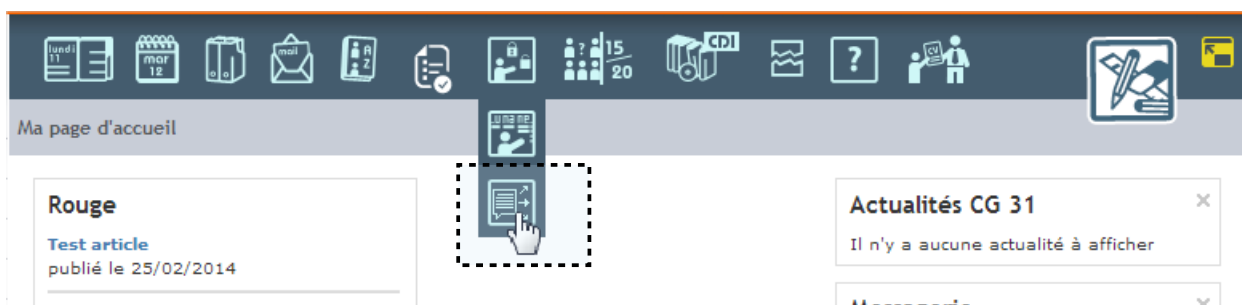 lundi
11
mar
12
mail
A
Z
?
15
20
CDI
?
CV
Ma page d'accueil
Rouge
Test article
publié le 25/02/2014
Actualités CG 31
Il n'y a aucune actualité à afficher
Messagerie